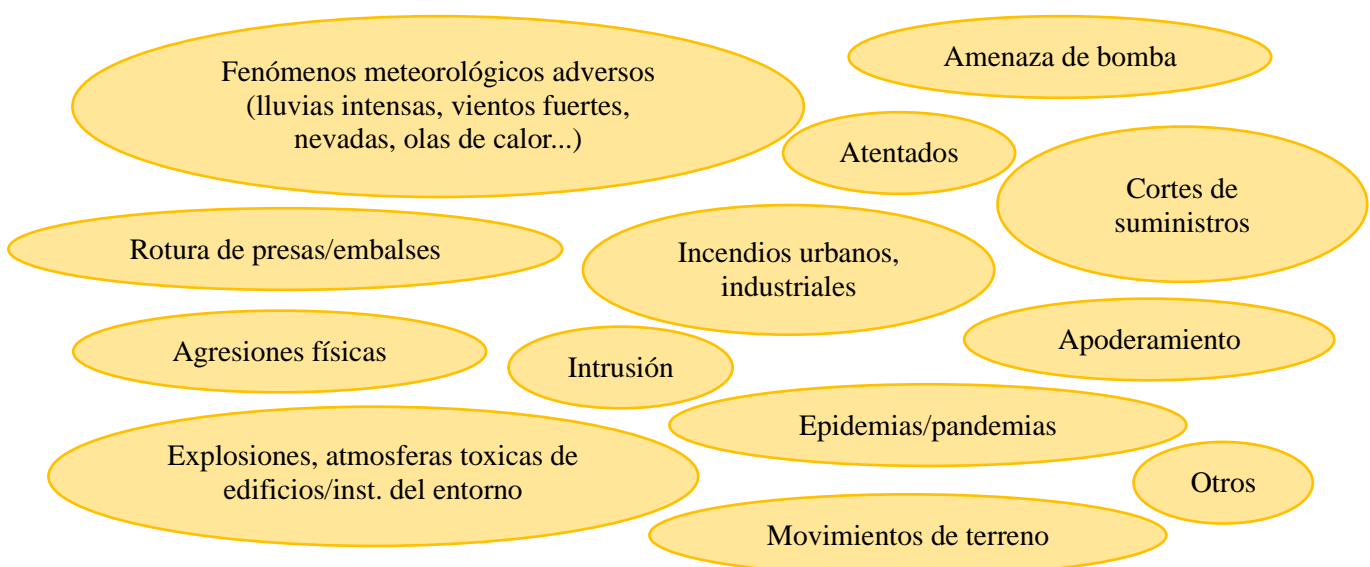 Fenómenos meteorológicos adversos
(lluvias intensas, vientos fuertes,
nevadas, olas de calor...)
Amenaza de bomba
Atentados
Cortes de
suministros
Rotura de presas/embalses
Incendios urbanos,
industriales
Agresiones físicas
Intrusión
Apoderamiento
Epidemias/pandemias
Explosiones, atmosferas toxicas de
edificios/inst. del entorno
Otros
Movimientos de terreno